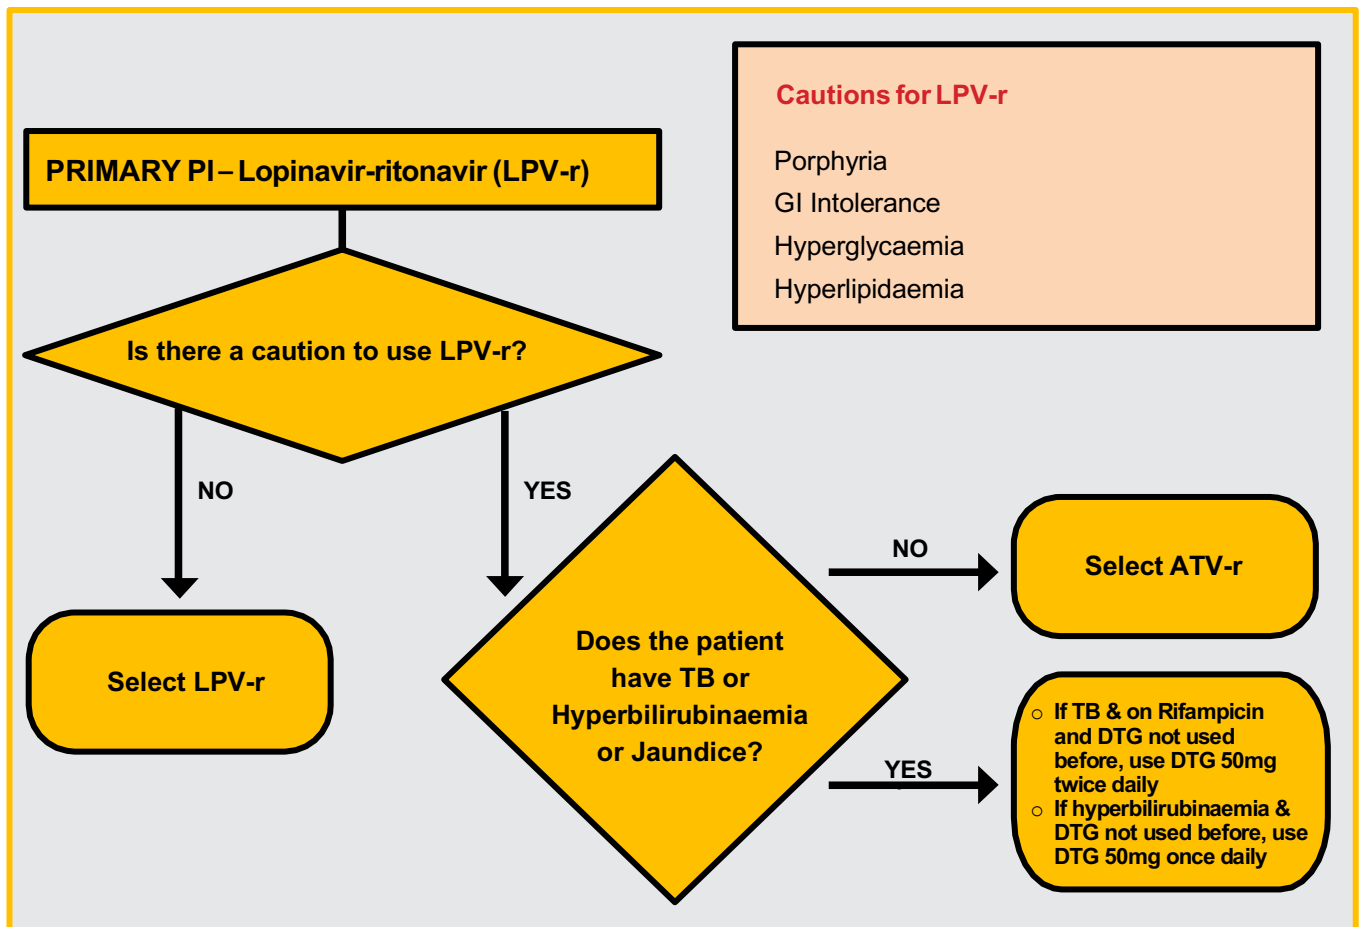 Cautions for LPV-r
Porphyria
GI Intolerance
Hyperglycaemia
Hyperlipidaemia
PRIMARY PI – Lopinavir-ritonavir (LPV-r)
Is there a caution to use LPV-r?
NO
YES
Select LPV-r
Does the patient
have TB or
Hyperbilirubinaemia
or Jaundice?
NO
Select ATV-r
YES
○ If TB & on Rifampicin
and DTG not used
before, use DTG 50mg
twice daily
○ If hyperbilirubinaemia &
DTG not used before, use
DTG 50mg once daily